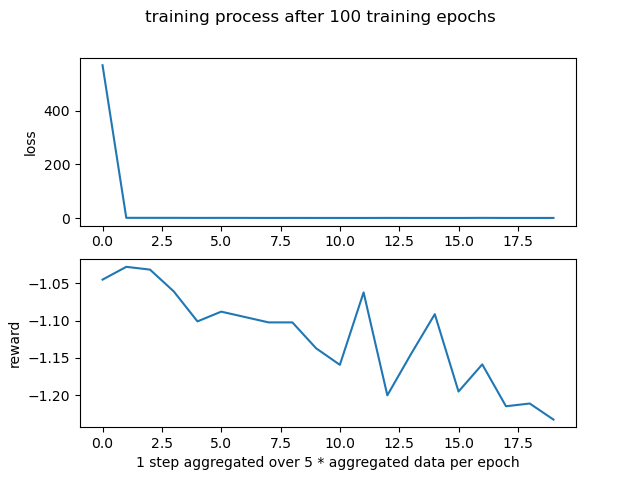 training process after 100 training epochs
400
200
0
loss
0.0 2.5 5.0 7.5 10.0 12.5 15.0 17.5
−1.05
−1.10
−1.15
−1.20
reward
0.0 2.5 5.0 7.5 10.0 12.5 15.0 17.5
1 step aggregated over 5 * aggregated data per epoch